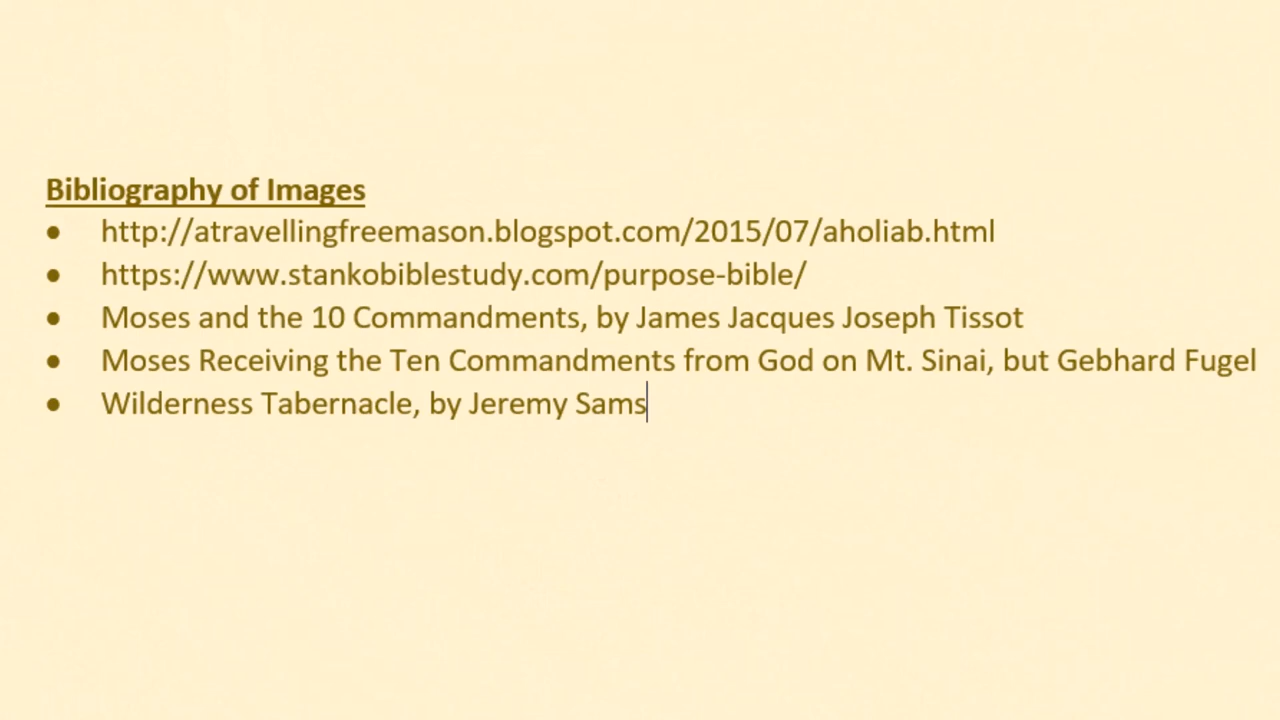 Bibliography of Images
• http://atravellingfreemason.blogspot.com/2015/07/aholiab.html
• https://www.stankobiblestudy.com/purpose-bible/
• Moses and the 10 Commandments, by James Jacques Joseph Tissot
• Moses Receiving the Ten Commandments from God on Mt. Sinai, but Gebhard Fugel
• Wilderness Tabernacle, by Jeremy Sams